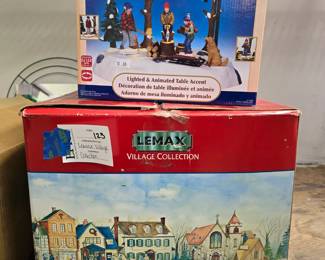 Lighted & Animated Table Accent
Décoration de table illuminée et animée
Adorno de mesa iluminado y animado
123
Lemax Village
Collection
LEMAX
VILLAGE COLLECTION